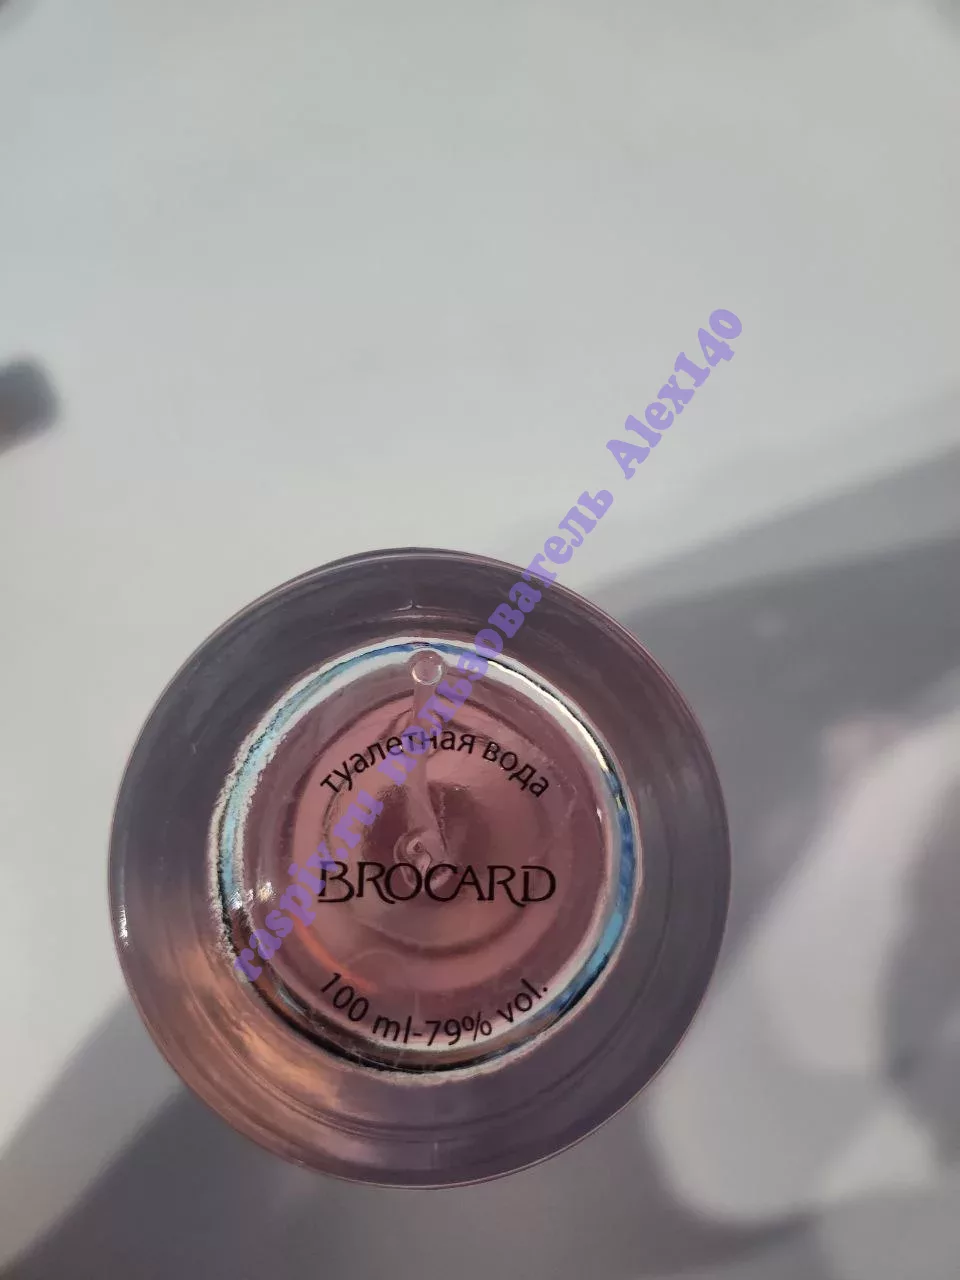 туалетная вода
BROCARD
100 ml-79% vol.
raspiv.ru пользователь Alex140